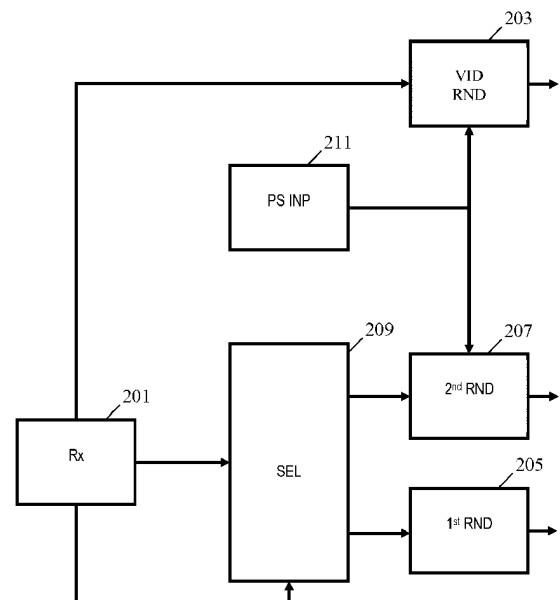 203
VID
RND
211
PS INP
209
207
2nd RND
201
Rx
SEL
205
1st RND